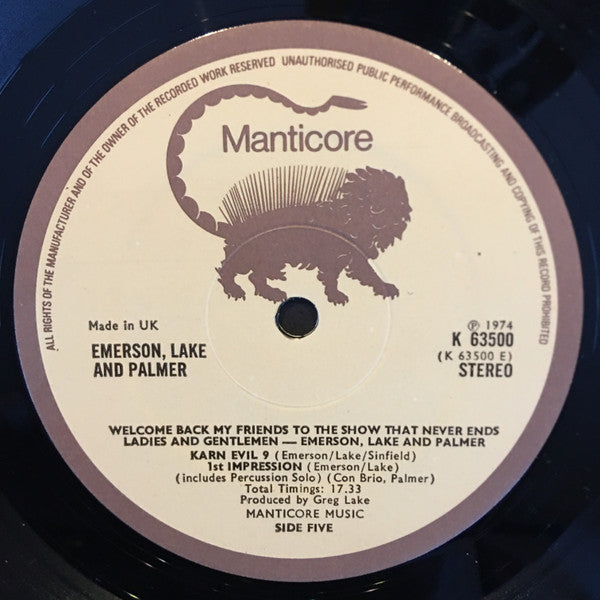 ALL RIGHTS OF THE MANUFACTURER AND OF THE OWNER OF THE RECORDED WORK RESERVED UNAUTHORISED PUBLIC PERFORMANCE BROADCASTING AND COPYING OF THIS RECORD PROHIBITED
Manticore
Made in UK
EMERSON, LAKE
AND PALMER
℗ 1974
K 63500
(K 63500 E)
STEREO
WELCOME BACK MY FRIENDS TO THE SHOW THAT NEVER ENDS
LADIES AND GENTLEMEN — EMERSON, LAKE AND PALMER
KARN EVIL 9 (Emerson/Lake/Sinfield)
1st IMPRESSION (Emerson/Lake)
(includes Percussion Solo) (Con Brio, Palmer)
Total Timings: 17.33
Produced by Greg Lake
MANTICORE MUSIC
SIDE FIVE